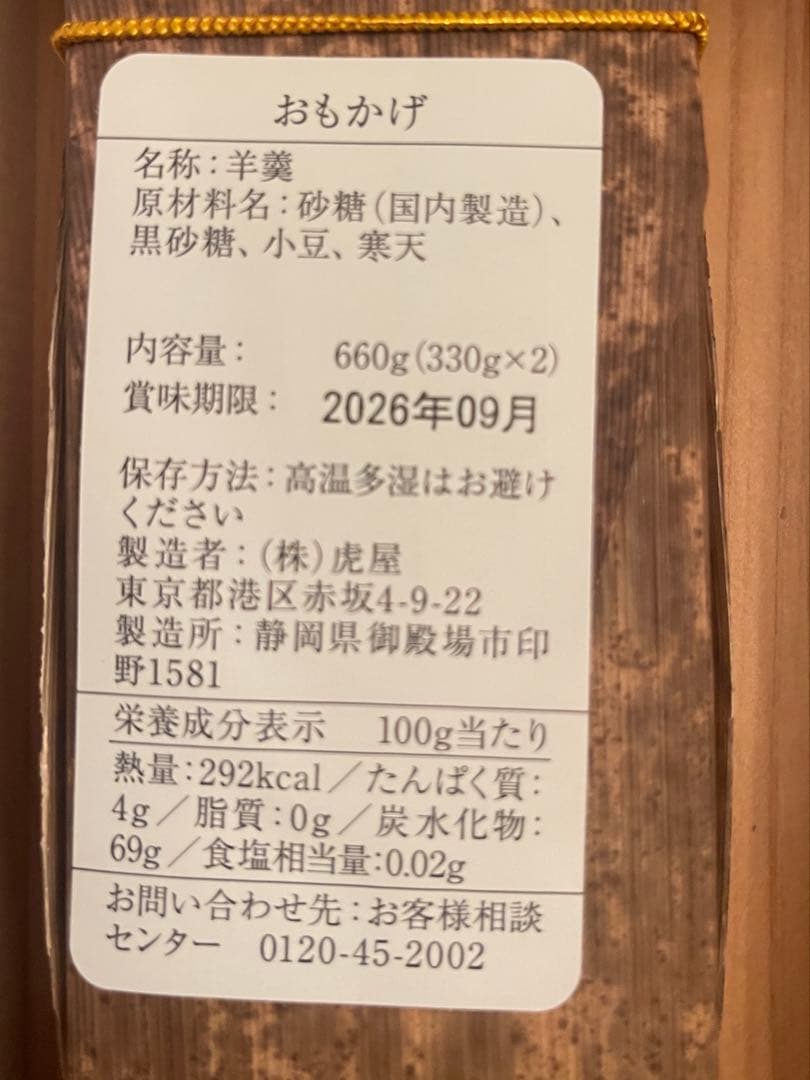 おもかげ
名称：羊羹
原材料名：砂糖（国内製造）、
黒砂糖、小豆、寒天
内容量： 660g（330g×2）
賞味期限： 2026年09月
保存方法：高温多湿はお避け
ください
製造者：（株）虎屋
東京都港区赤坂4-9-22
製造所：静岡県御殿場市印
野1581
栄養成分表示 100g当たり
熱量：292kcal／たんぱく質：
4g／脂質：0g／炭水化物：
69g／食塩相当量：0.02g
お問い合わせ先：お客様相談
センター 0120-45-2002